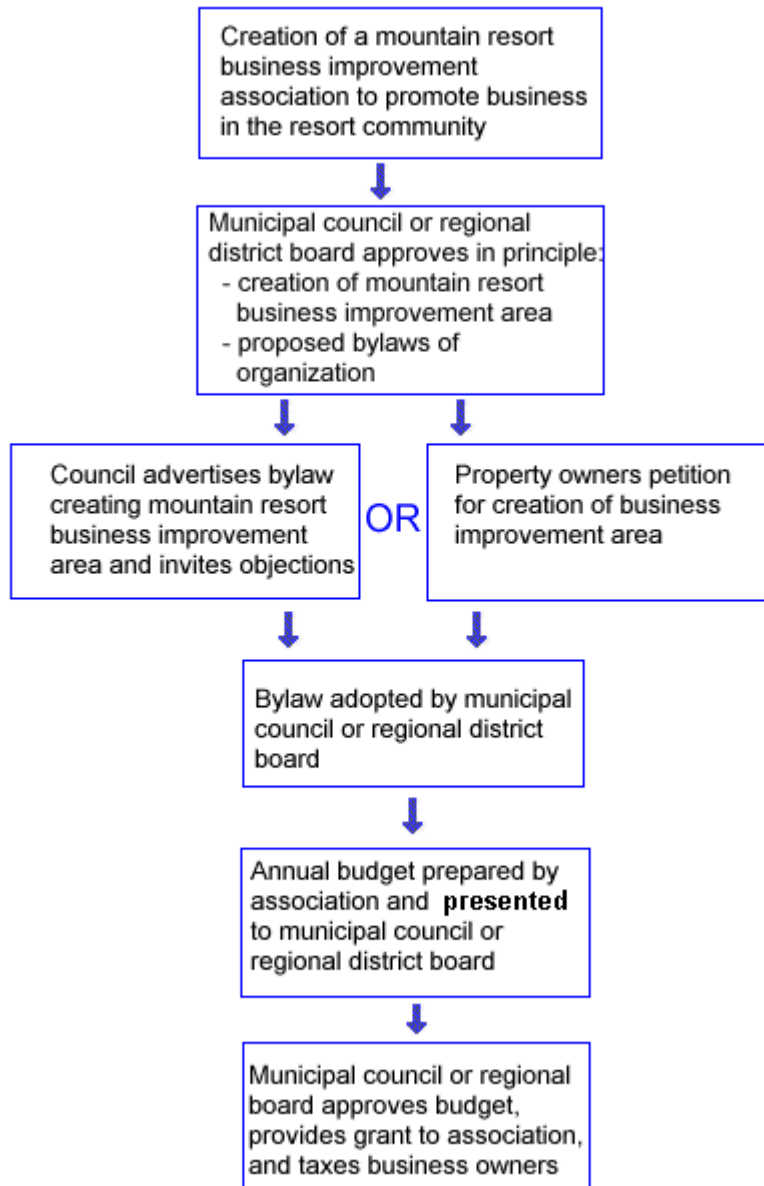 Creation of a mountain resort
business improvement
association to promote business
in the resort community
Municipal council or regional
district board approves in principle:
- creation of mountain resort
business improvement area
- proposed bylaws of
organization
Council advertises bylaw
creating mountain resort
business improvement
area and invites objections
OR
Property owners petition
for creation of business
improvement area
Bylaw adopted by municipal
council or regional district
board
Annual budget prepared by
association and presented
to municipal council or
regional district board
Municipal council or regional
board approves budget,
provides grant to association,
and taxes business owners